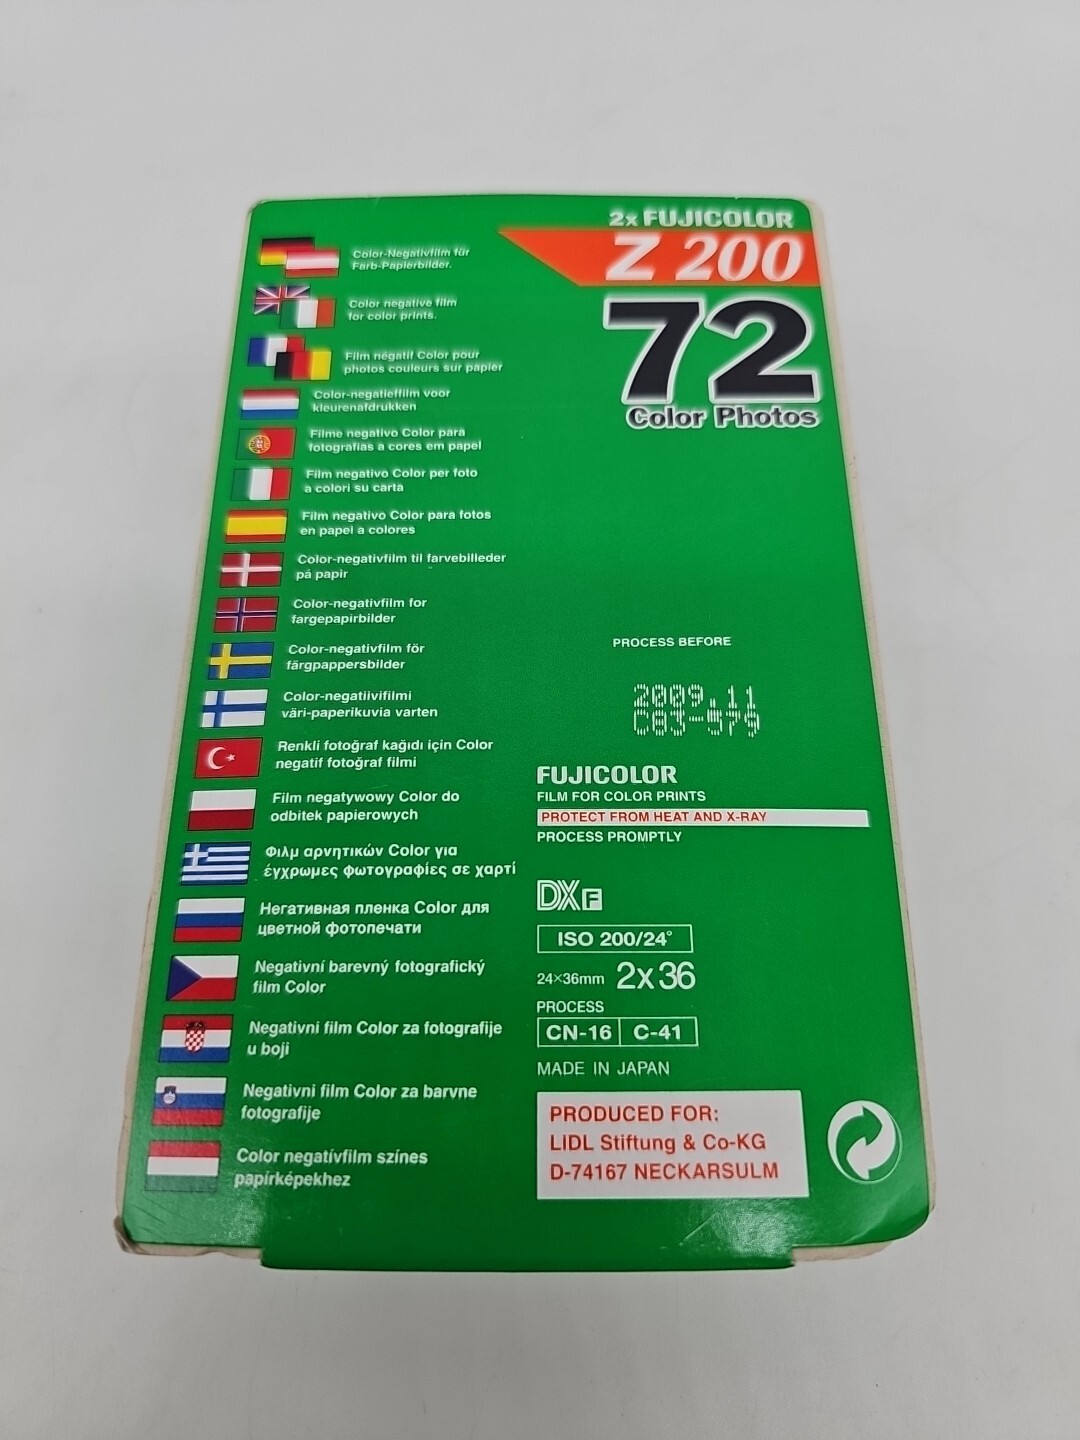 2x FUJICOLOR
Z 200
72
Color Photos
Color-Negativfilm für
Farb-Papierbilder.
Color negative film
for color prints.
Film négatif Color pour
photos couleurs sur papier
Color-negatieffilm voor
kleurenafdrukken
Filme negativo Color para
fotografias a cores em papel
Film negativo Color per foto
a colori su carta
Film negativo Color para fotos
en papel a colores
Color-negativfilm til farvebilleder
på papir
Color-negativfilm for
fargepapirbilder
Color-negativfilm för
färgpappersbilder
Color-negatiivifilmi
väri-paperikuvia varten
Renkli fotoğraf kağıdı için Color
negatif fotoğraf filmi
Film negatywowy Color do
odbitek papierowych
Φιλμ αρνητικών Color για
έγχρωμες φωτογραφίες σε χαρτί
Негативная пленка Color для
цветной фотопечати
Negativní barevný fotografický
film Color
Negativni film Color za fotografije
u boji
Negativni film Color za barvne
fotografije
Color negatívfilm színes
papírképekhez
PROCESS BEFORE
2009.11
C83-579
FUJICOLOR
FILM FOR COLOR PRINTS
PROTECT FROM HEAT AND X-RAY
PROCESS PROMPTLY
DXF
ISO 200/24°
24×36mm 2x36
PROCESS
CN-16 C-41
MADE IN JAPAN
PRODUCED FOR:
LIDL Stiftung & Co-KG
D-74167 NECKARSULM